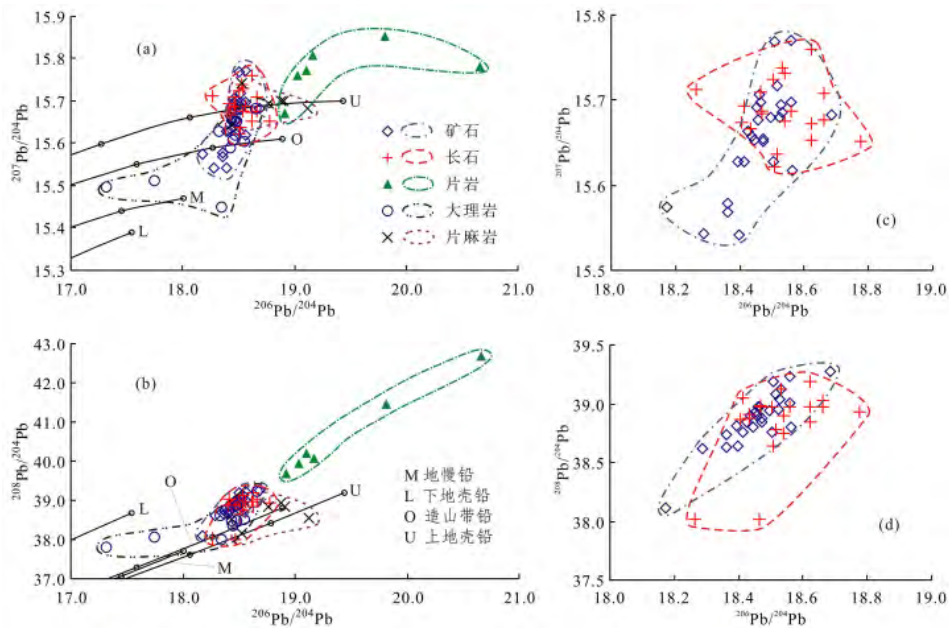 15.9
15.8
15.7
15.6
15.5
15.4
15.3
²⁰⁷Pb/²⁰⁴Pb
(a)
U
O
M
L
矿石
长石
片岩
大理岩
片麻岩
17.0 18.0 19.0 20.0 21.0
²⁰⁶Pb/²⁰⁴Pb
15.8
15.7
15.6
15.5
²⁰⁷Pb/²⁰⁴Pb
(c)
18.0 18.2 18.4 18.6 18.8 19.0
²⁰⁶Pb/²⁰⁴Pb
43.0
42.0
41.0
40.0
39.0
38.0
37.0
²⁰⁸Pb/²⁰⁴Pb
(b)
O
L
U
M
M 地慢铅
L 下地壳铅
O 造山带铅
U 上地壳铅
17.0 18.0 19.0 20.0 21.0
²⁰⁶Pb/²⁰⁴Pb
39.5
39.0
38.5
38.0
37.5
²⁰⁸Pb/²⁰⁴Pb
(d)
18.0 18.2 18.4 18.6 18.8 19.0
²⁰⁶Pb/²⁰⁴Pb